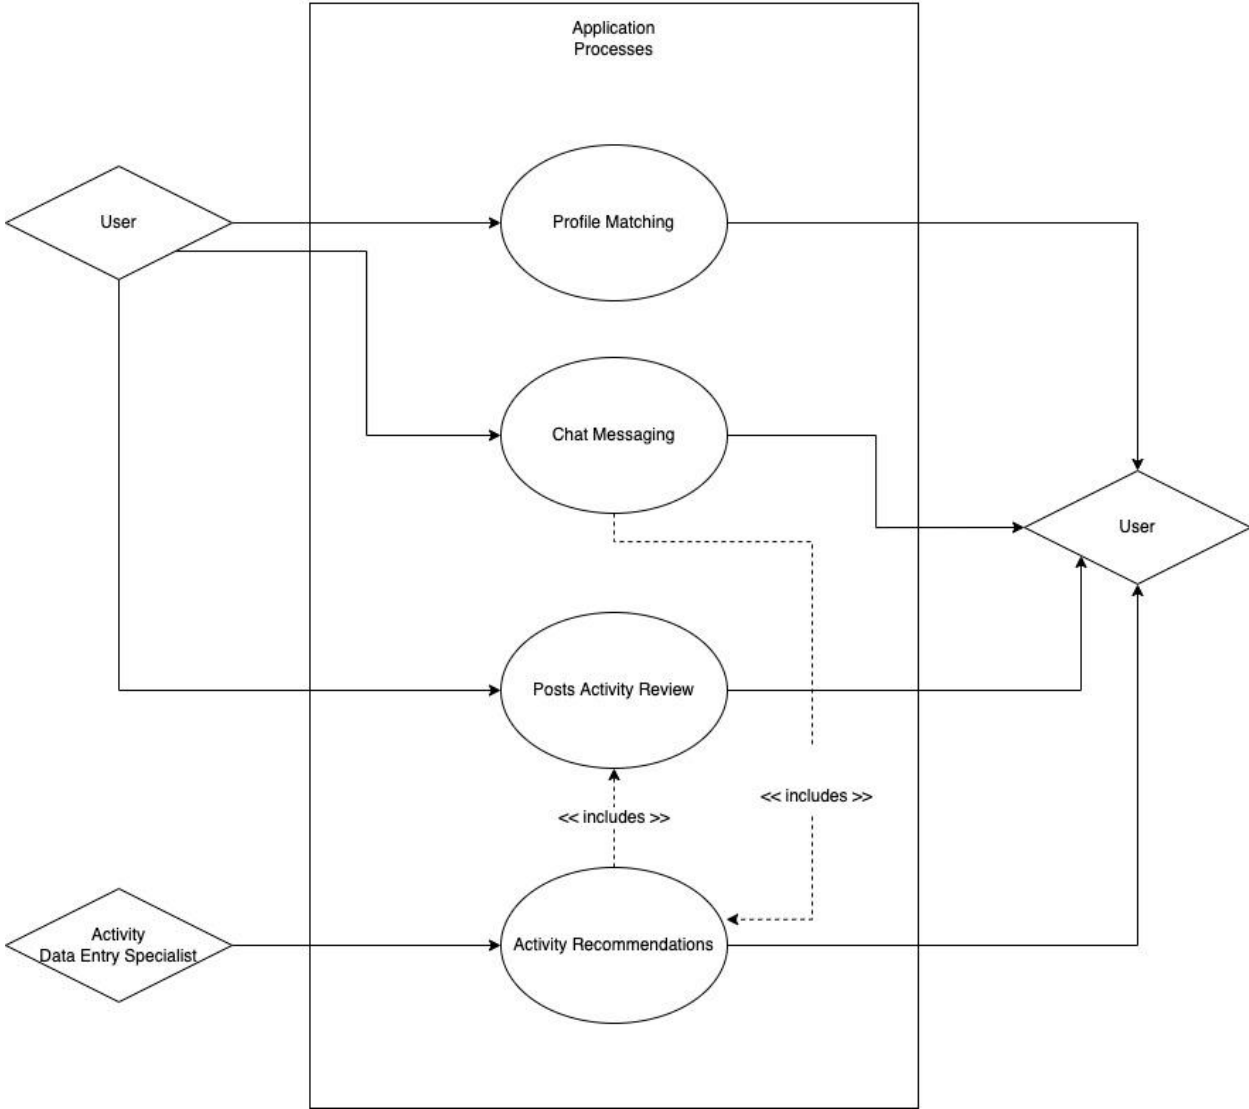 Application
Processes
User
Profile Matching
Chat Messaging
User
Posts Activity Review
<< includes >>
<< includes >>
Activity
Data Entry Specialist
Activity Recommendations